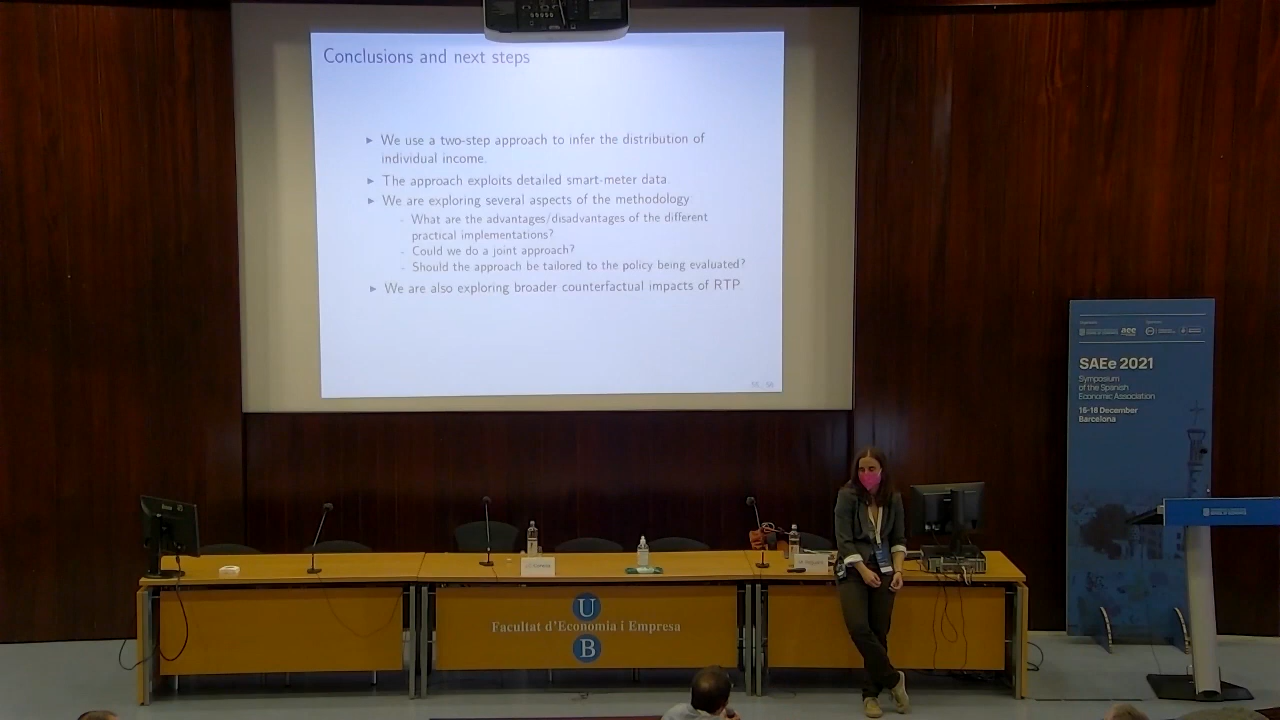 Conclusions and next steps
We use a two-step approach to infer the distribution of
individual income.
The approach exploits detailed smart-meter data.
We are exploring several aspects of the methodology
- What are the advantages/disadvantages of the different
practical implementations?
- Could we do a joint approach?
- Should the approach be tailored to the policy being evaluated?
We are also exploring broader counterfactual impacts of RTP
SAEe 2021
Symposium
of the Spanish
Economic Association
16-18 December
Barcelona
U
Facultat d'Economia i Empresa
B